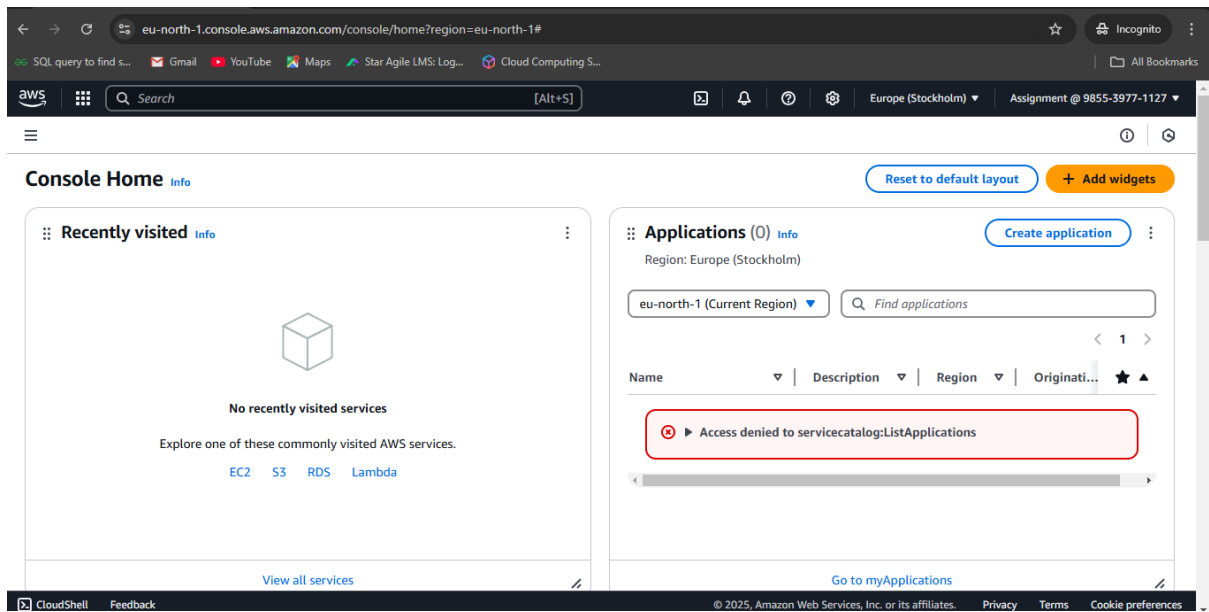 eu-north-1.console.aws.amazon.com/console/home?region=eu-north-1#
Incognito
SQL query to find s...
Gmail
YouTube
Maps
Star Agile LMS: Log...
Cloud Computing S...
All Bookmarks
aws
Search
[Alt+S]
Europe (Stockholm)
Assignment @ 9855-3977-1127
Console Home Info
Reset to default layout
+ Add widgets
Recently visited Info
No recently visited services
Explore one of these commonly visited AWS services.
EC2 S3 RDS Lambda
View all services
Applications (0) Info
Create application
Region: Europe (Stockholm)
eu-north-1 (Current Region)
Find applications
1
Name
Description
Region
Originati...
Access denied to servicecatalog:ListApplications
Go to myApplications
CloudShell
Feedback
© 2025, Amazon Web Services, Inc. or its affiliates.
Privacy
Terms
Cookie preferences